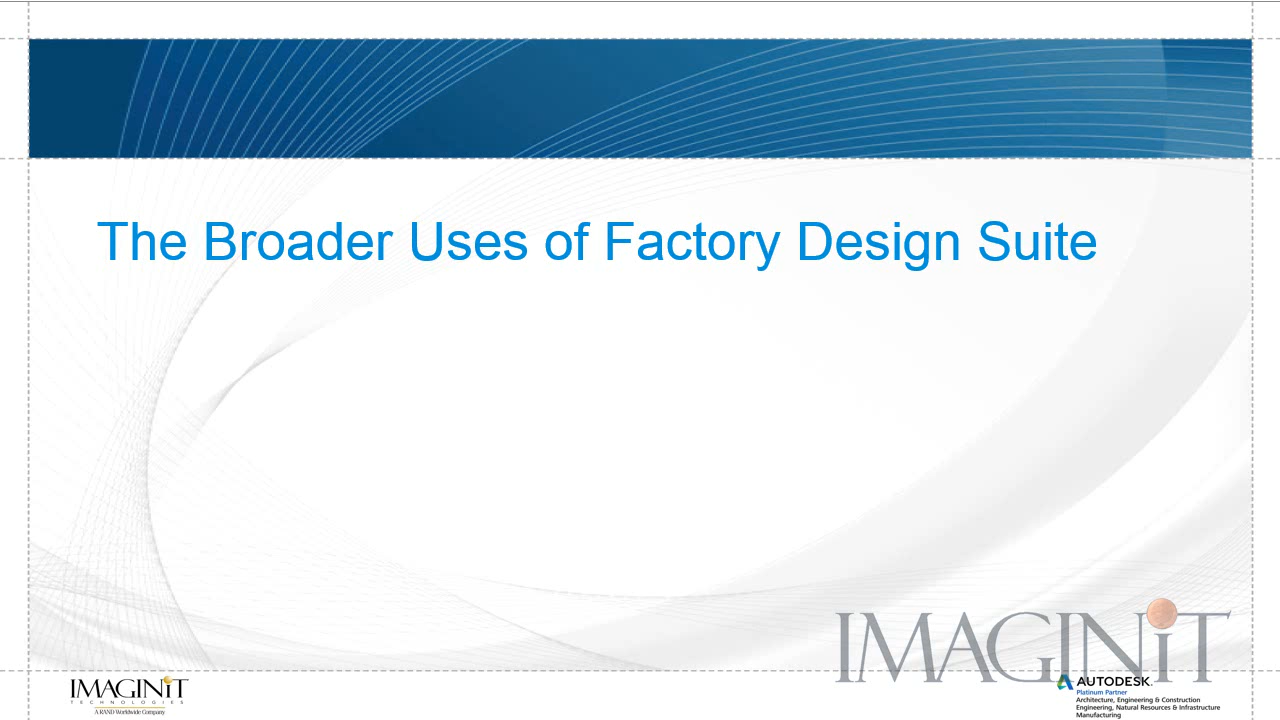 The Broader Uses of Factory Design Suite
IMAGINiT
IMAGINiT
TECHNOLOGIES
A RAND Worldwide Company
AUTODESK.
Platinum Partner
Architecture, Engineering & Construction
Engineering, Natural Resources & Infrastructure
Manufacturing